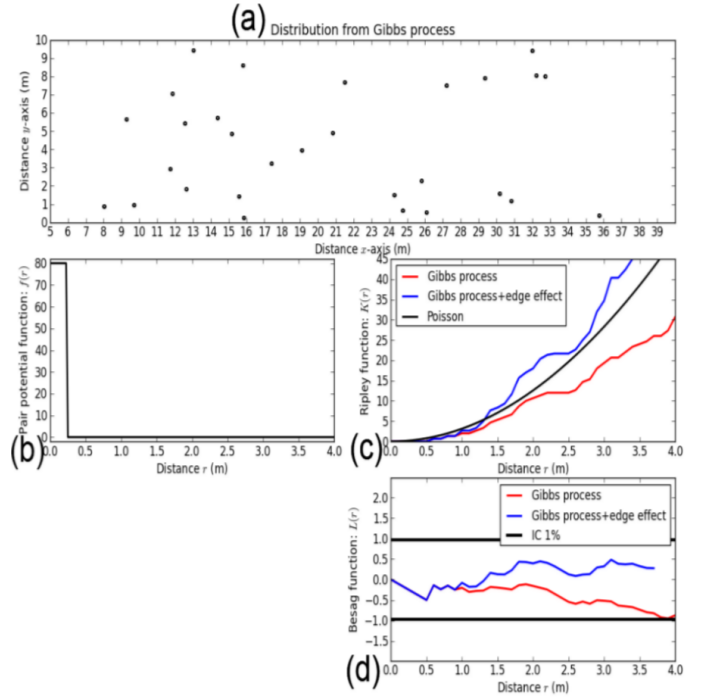 (a)
Distribution from Gibbs process
Distance y-axis (m)
10
9
8
7
6
5
4
3
2
1
0
5 6 7 8 9 10 11 12 13 14 15 16 17 18 19 20 21 22 23 24 25 26 27 28 29 30 31 32 33 34 35 36 37 38 39
Distance x-axis (m)
Pair potential function: f(r)
80
70
60
50
40
30
20
10
0
0.0 0.5 1.0 1.5 2.0 2.5 3.0 3.5 4.0
Distance r (m)
(b)
Ripley function: K(r)
45
40
35
30
25
20
15
10
5
0
Gibbs process
Gibbs process+edge effect
Poisson
0.0 0.5 1.0 1.5 2.0 2.5 3.0 3.5 4.0
Distance r (m)
(c)
Besag function: L(r)
2.0
1.5
1.0
0.5
0.0
−0.5
−1.0
−1.5
Gibbs process
Gibbs process+edge effect
IC 1%
0.0 0.5 1.0 1.5 2.0 2.5 3.0 3.5 4.0
Distance r (m)
(d)